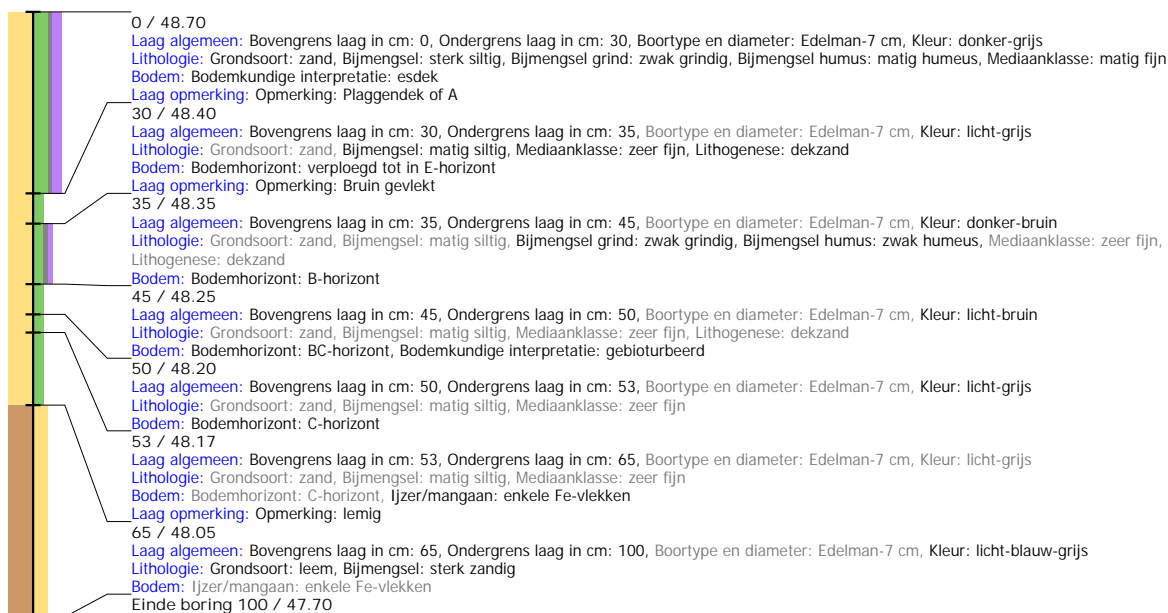 0 / 48.70
Laag algemeen: Bovengrens laag in cm: 0, Ondergrens laag in cm: 30, Boortype en diameter: Edelman-7 cm, Kleur: donker-grijs
Lithologie: Grondsoort: zand, Bijmengsel: sterk siltig, Bijmengsel grind: zwak grindig, Bijmengsel humus: matig humeus, Mediaanklasse: matig fijn
Bodem: Bodemkundige interpretatie: esdek
Laag opmerking: Opmerking: Plaggendek of A
30 / 48.40
Laag algemeen: Bovengrens laag in cm: 30, Ondergrens laag in cm: 35, Boortype en diameter: Edelman-7 cm, Kleur: licht-grijs
Lithologie: Grondsoort: zand, Bijmengsel: matig siltig, Mediaanklasse: zeer fijn, Lithogenese: dekzand
Bodem: Bodemhorizont: verploegd tot in E-horizont
Laag opmerking: Opmerking: Bruin gevlekt
35 / 48.35
Laag algemeen: Bovengrens laag in cm: 35, Ondergrens laag in cm: 45, Boortype en diameter: Edelman-7 cm, Kleur: donker-bruin
Lithologie: Grondsoort: zand, Bijmengsel: matig siltig, Bijmengsel grind: zwak grindig, Bijmengsel humus: zwak humeus, Mediaanklasse: zeer fijn,
Lithogenese: dekzand
Bodem: Bodemhorizont: B-horizont
45 / 48.25
Laag algemeen: Bovengrens laag in cm: 45, Ondergrens laag in cm: 50, Boortype en diameter: Edelman-7 cm, Kleur: licht-bruin
Lithologie: Grondsoort: zand, Bijmengsel: matig siltig, Mediaanklasse: zeer fijn, Lithogenese: dekzand
Bodem: Bodemhorizont: BC-horizont, Bodemkundige interpretatie: gebioturbeerd
50 / 48.20
Laag algemeen: Bovengrens laag in cm: 50, Ondergrens laag in cm: 53, Boortype en diameter: Edelman-7 cm, Kleur: licht-grijs
Lithologie: Grondsoort: zand, Bijmengsel: matig siltig, Mediaanklasse: zeer fijn
Bodem: Bodemhorizont: C-horizont
53 / 48.17
Laag algemeen: Bovengrens laag in cm: 53, Ondergrens laag in cm: 65, Boortype en diameter: Edelman-7 cm, Kleur: licht-grijs
Lithologie: Grondsoort: zand, Bijmengsel: matig siltig, Mediaanklasse: zeer fijn
Bodem: Bodemhorizont: C-horizont, Ijzer/mangaan: enkele Fe-vlekken
Laag opmerking: Opmerking: lemig
65 / 48.05
Laag algemeen: Bovengrens laag in cm: 65, Ondergrens laag in cm: 100, Boortype en diameter: Edelman-7 cm, Kleur: licht-blauw-grijs
Lithologie: Grondsoort: leem, Bijmengsel: sterk zandig
Bodem: Ijzer/mangaan: enkele Fe-vlekken
Einde boring 100 / 47.70